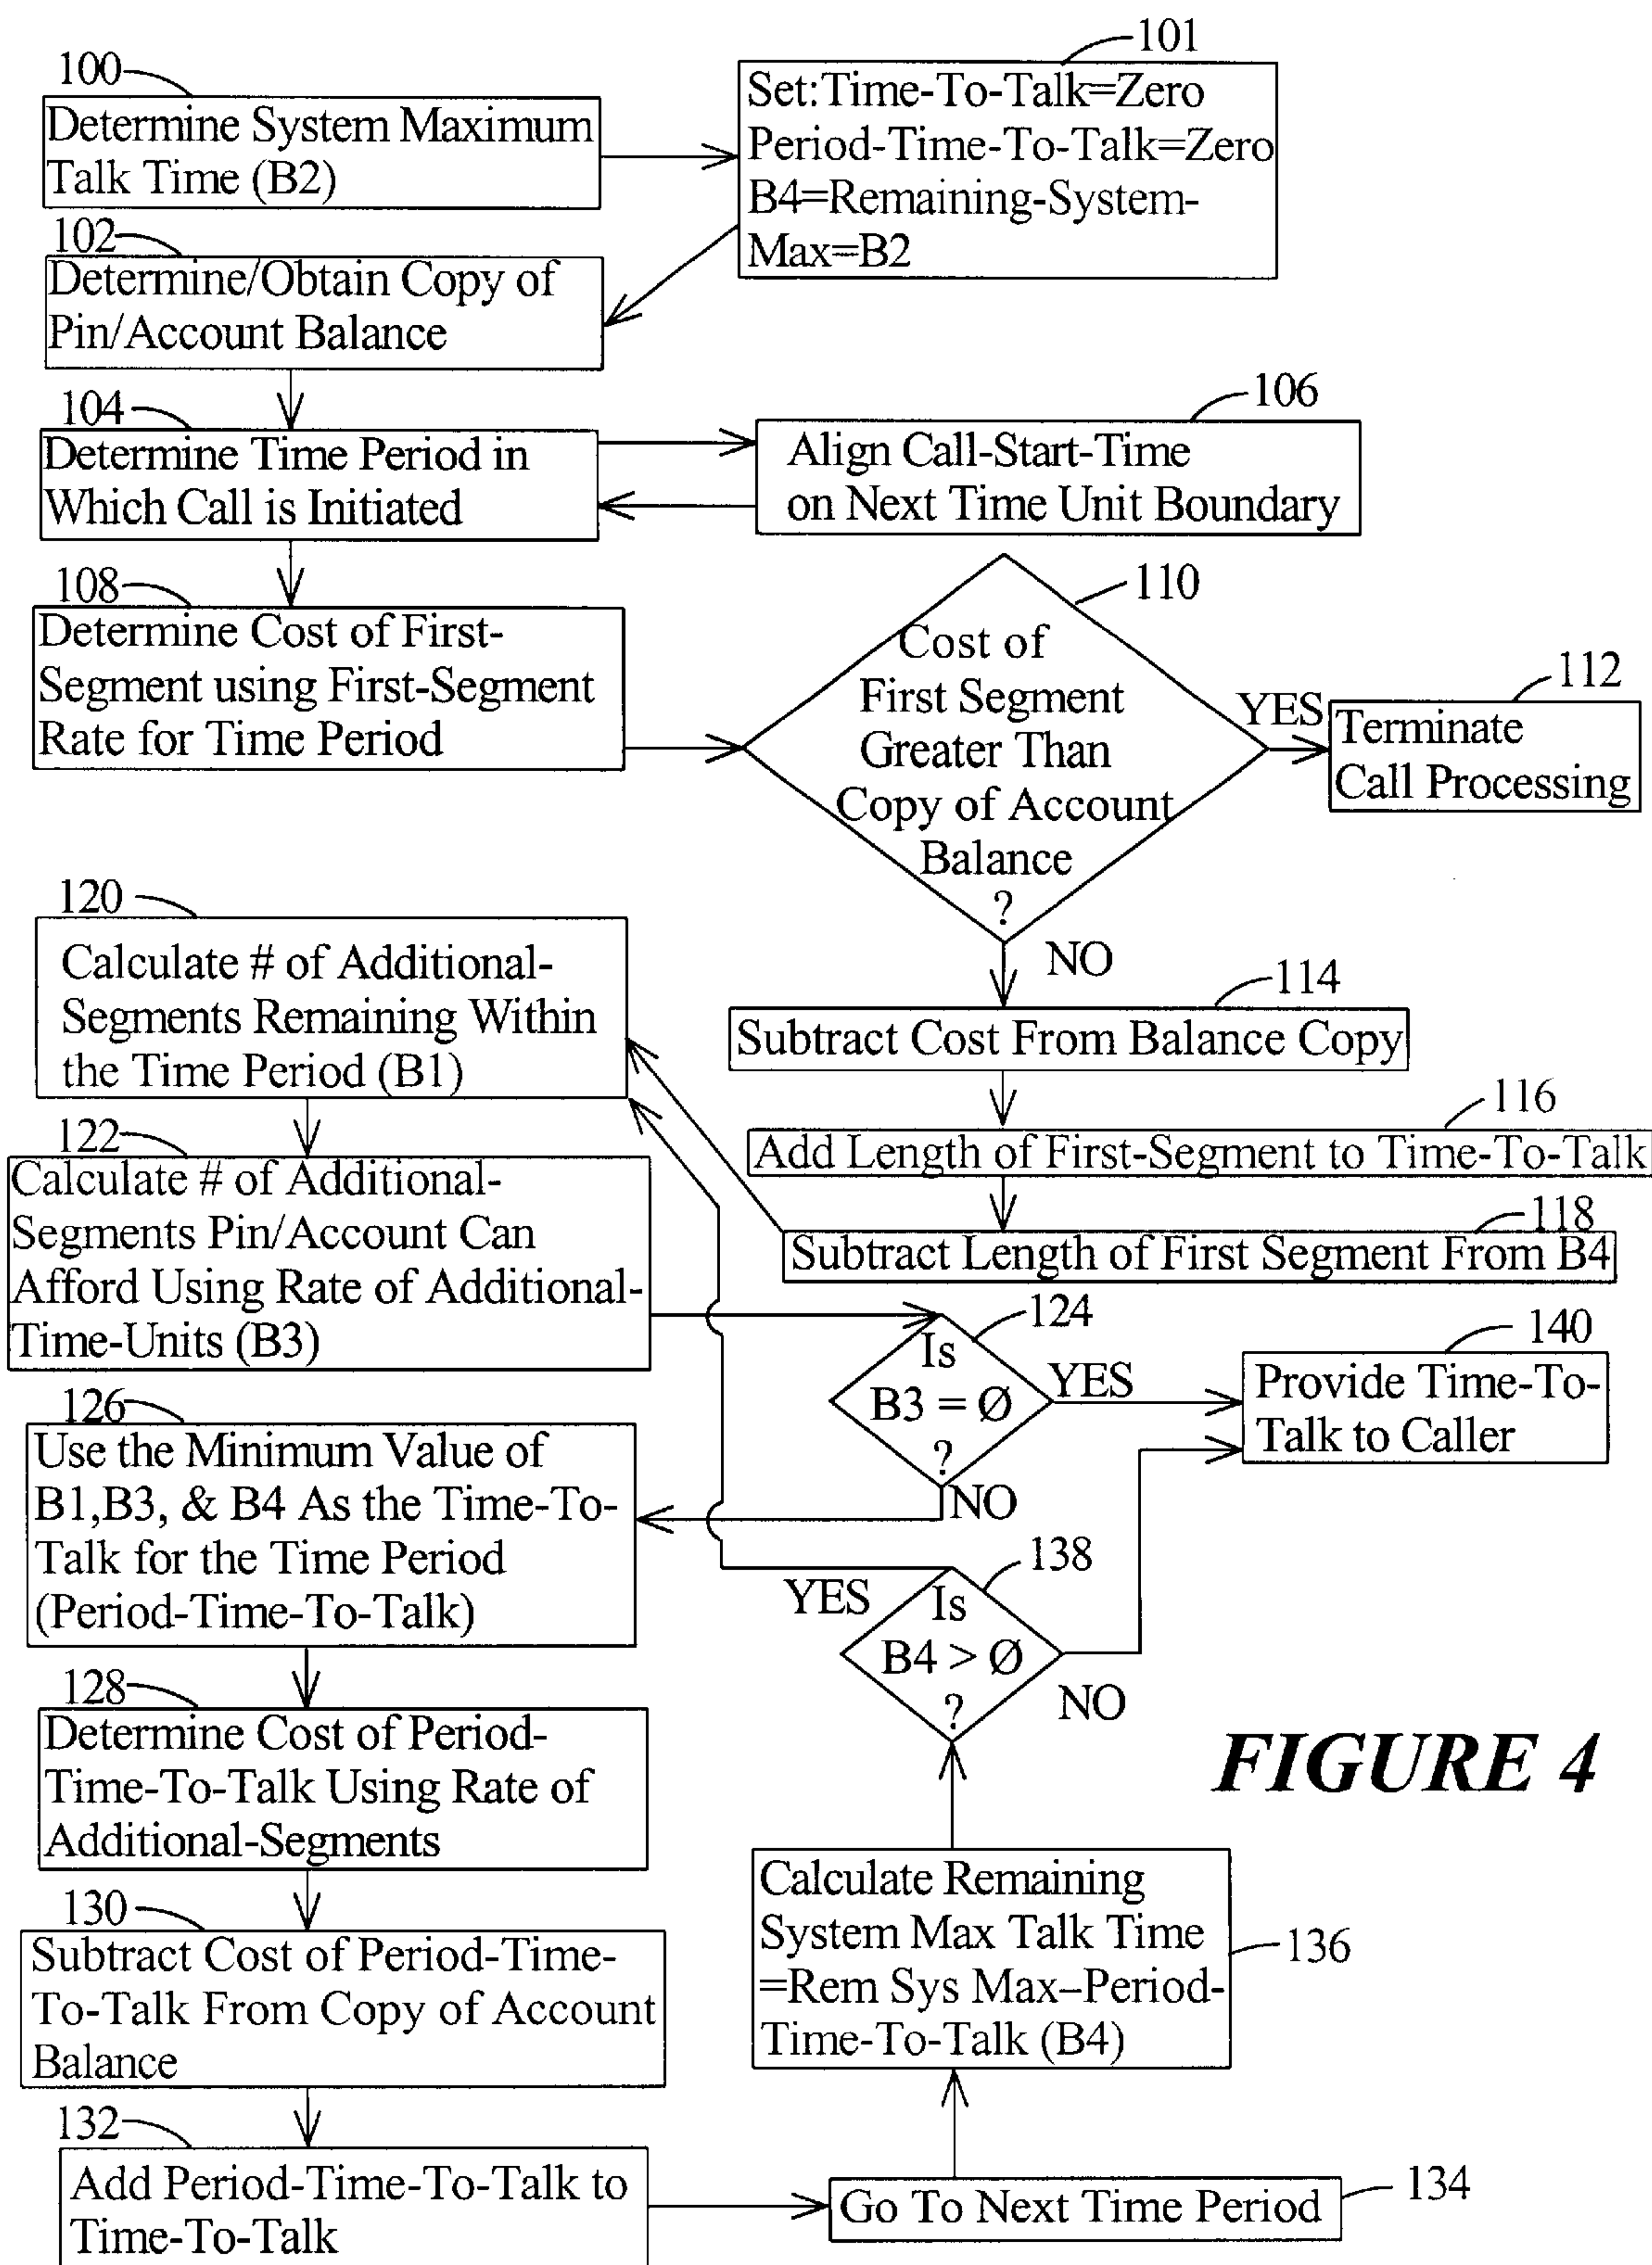 100
Determine System Maximum
Talk Time (B2)
101
Set:Time-To-Talk=Zero
Period-Time-To-Talk=Zero
B4=Remaining-System-
Max=B2
102
Determine/Obtain Copy of
Pin/Account Balance
104
Determine Time Period in
Which Call is Initiated
106
Align Call-Start-Time
on Next Time Unit Boundary
108
Determine Cost of First-
Segment using First-Segment
Rate for Time Period
110
Cost of
First Segment
Greater Than
Copy of Account
Balance
?
YES
112
Terminate
Call Processing
NO
114
Subtract Cost From Balance Copy
116
Add Length of First-Segment to Time-To-Talk
118
Subtract Length of First Segment From B4
120
Calculate # of Additional-
Segments Remaining Within
the Time Period (B1)
122
Calculate # of Additional-
Segments Pin/Account Can
Afford Using Rate of Additional-
Time-Units (B3)
124
Is
B3 = Ø
?
YES
NO
140
Provide Time-To-
Talk to Caller
126
Use the Minimum Value of
B1,B3, & B4 As the Time-To-
Talk for the Time Period
(Period-Time-To-Talk)
138
Is
B4 > Ø
?
YES
NO
128
Determine Cost of Period-
Time-To-Talk Using Rate of
Additional-Segments
FIGURE 4
130
Subtract Cost of Period-Time-
To-Talk From Copy of Account
Balance
136
Calculate Remaining
System Max Talk Time
=Rem Sys Max–Period-
Time-To-Talk (B4)
132
Add Period-Time-To-Talk to
Time-To-Talk
134
Go To Next Time Period